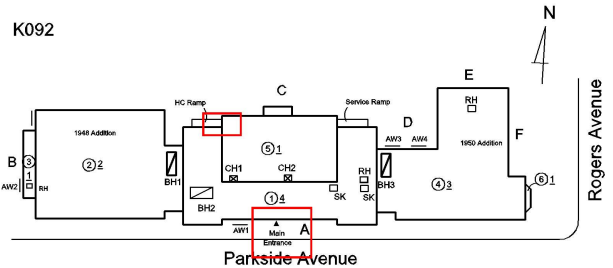 K092
N
C
E
HC Ramp
Service Ramp
RH
D
AW3 AW4
F
1948 Addition
1950 Addition
B
3
2 2
5 1
1
AW2
RH
BH1
CH1
CH2
RH
BH3
4 3
6 1
BH2
1 4
SK
SK
AW1
Main
Entrance
A
Parkside Avenue
Rogers Avenue